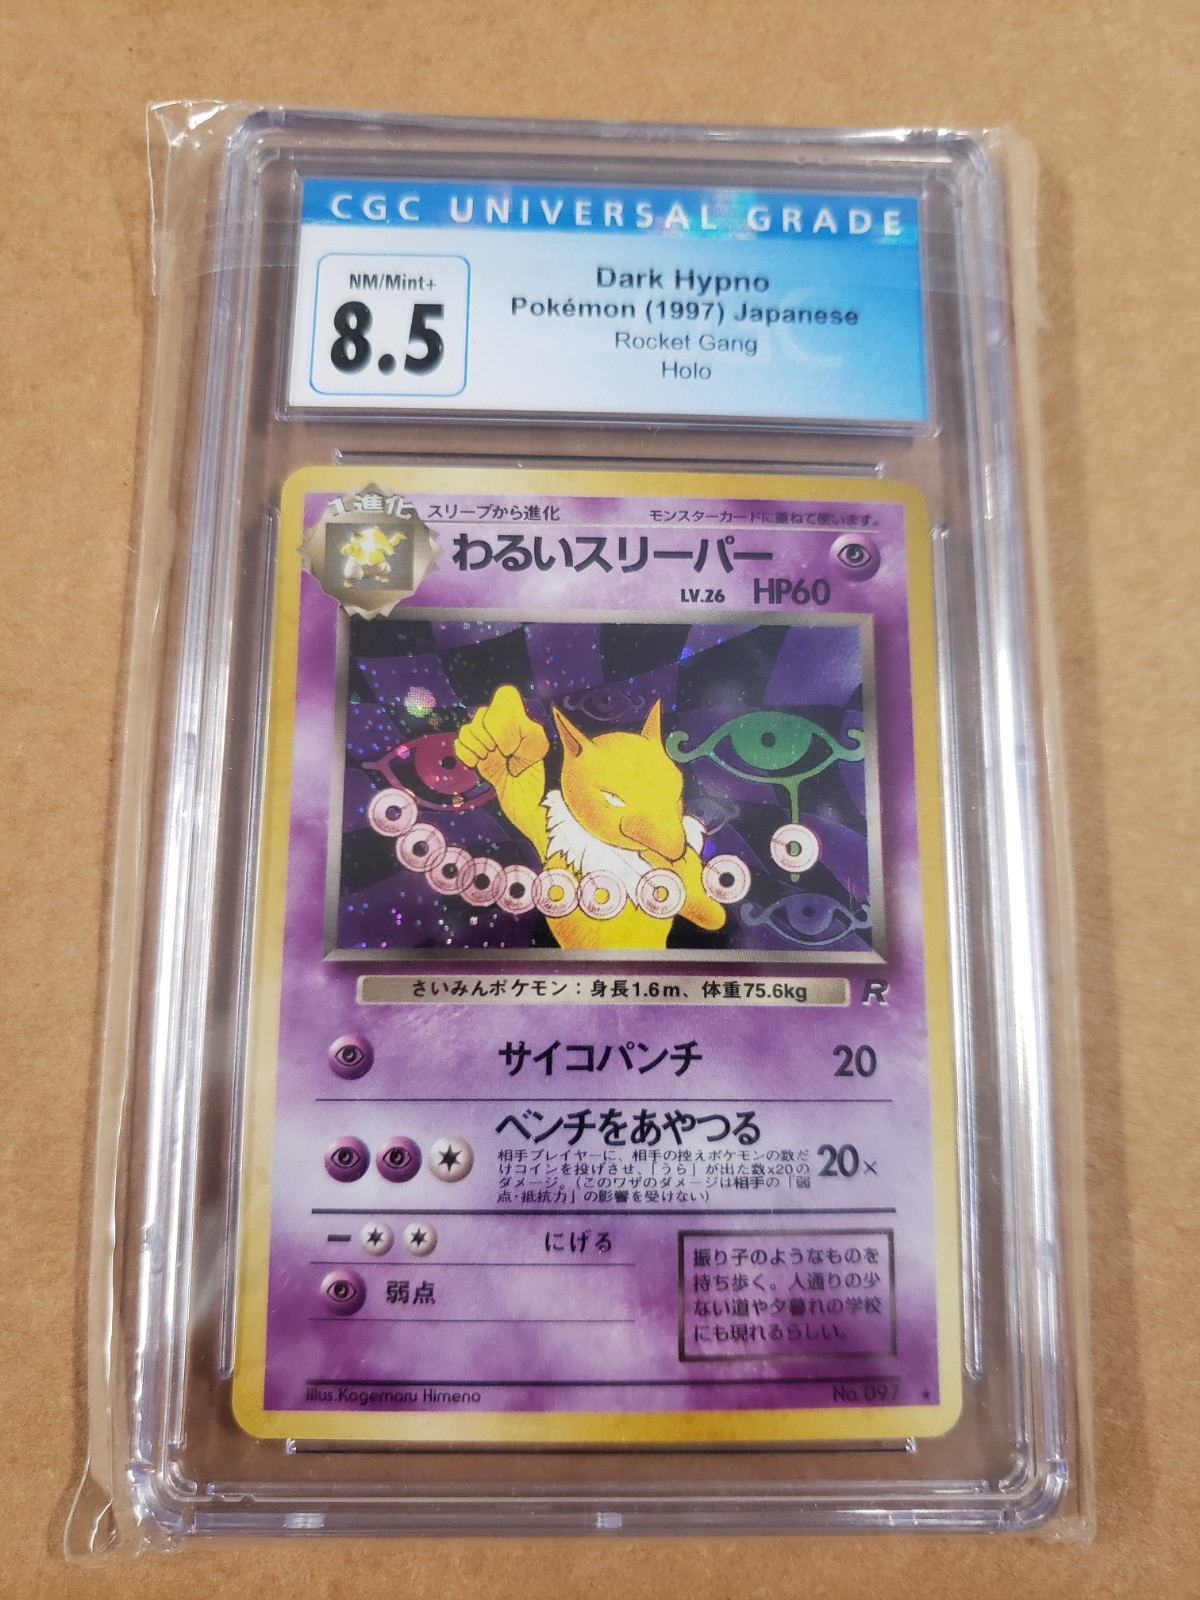 CGC UNIVERSAL GRADE
NM/Mint+
8.5
Dark Hypno
Pokémon (1997) Japanese
Rocket Gang
Holo
1進化
スリープから進化
モンスターカードに重ねて使います。
わるいスリーパー
LV.26 HP60
さいみんポケモン：身長1.6m、体重75.6kg
R
サイコパンチ 20
ベンチをあやつる
相手プレイヤーに、相手の控えポケモンの数だ
けコインを投げさせ、「うら」が出た数x20の
ダメージ。（このワザのダメージは相手の「弱
点・抵抗力」の影響を受けない）
20×
ー にげる
弱点
振り子のようなものを
持ち歩く。人通りの少
ない道や夕暮れの学校
にも現れるらしい。
Illus.Kagemaru Himeno
No.097 ★